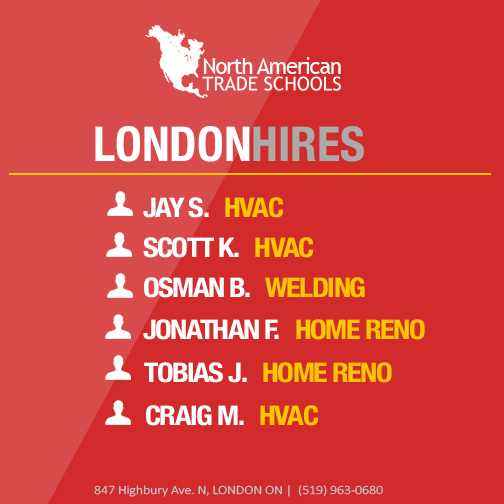 North American
TRADE SCHOOLS
LONDONHIRES
JAY S. HVAC
SCOTT K. HVAC
OSMAN B. WELDING
JONATHAN F. HOME RENO
TOBIAS J. HOME RENO
CRAIG M. HVAC
847 Highbury Ave. N, LONDON ON | (519) 963-0680